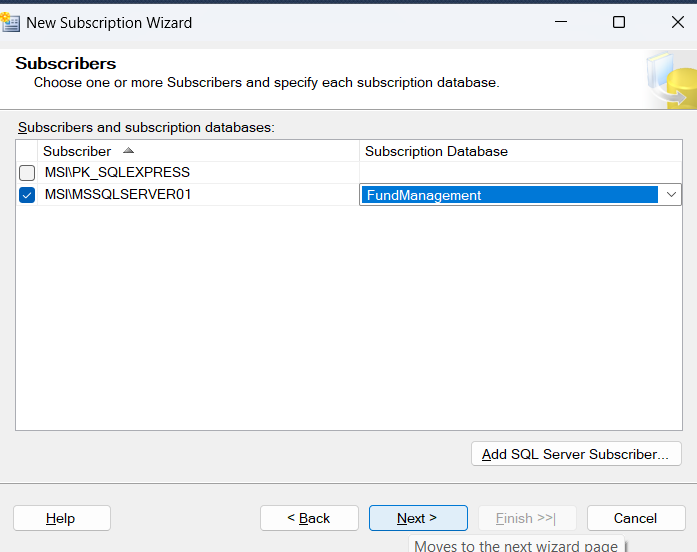 New Subscription Wizard
Subscribers
Choose one or more Subscribers and specify each subscription database.
Subscribers and subscription databases:
Subscriber Subscription Database
MSI\PK_SQLEXPRESS
MSI\MSSQLSERVER01 FundManagement
Add SQL Server Subscriber...
Help < Back Next > Finish >>| Cancel
Moves to the next wizard page